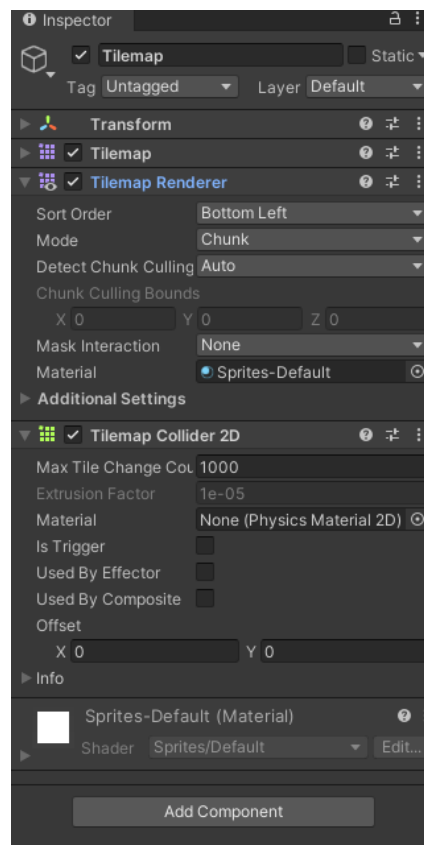 Inspector
Tilemap Static
Tag Untagged Layer Default
Transform
Tilemap
Tilemap Renderer
Sort Order Bottom Left
Mode Chunk
Detect Chunk Culling Auto
Chunk Culling Bounds
X 0 Y 0 Z 0
Mask Interaction None
Material Sprites-Default
Additional Settings
Tilemap Collider 2D
Max Tile Change Cou 1000
Extrusion Factor 1e-05
Material None (Physics Material 2D)
Is Trigger
Used By Effector
Used By Composite
Offset
X 0 Y 0
Info
Sprites-Default (Material)
Shader Sprites/Default Edit...
Add Component